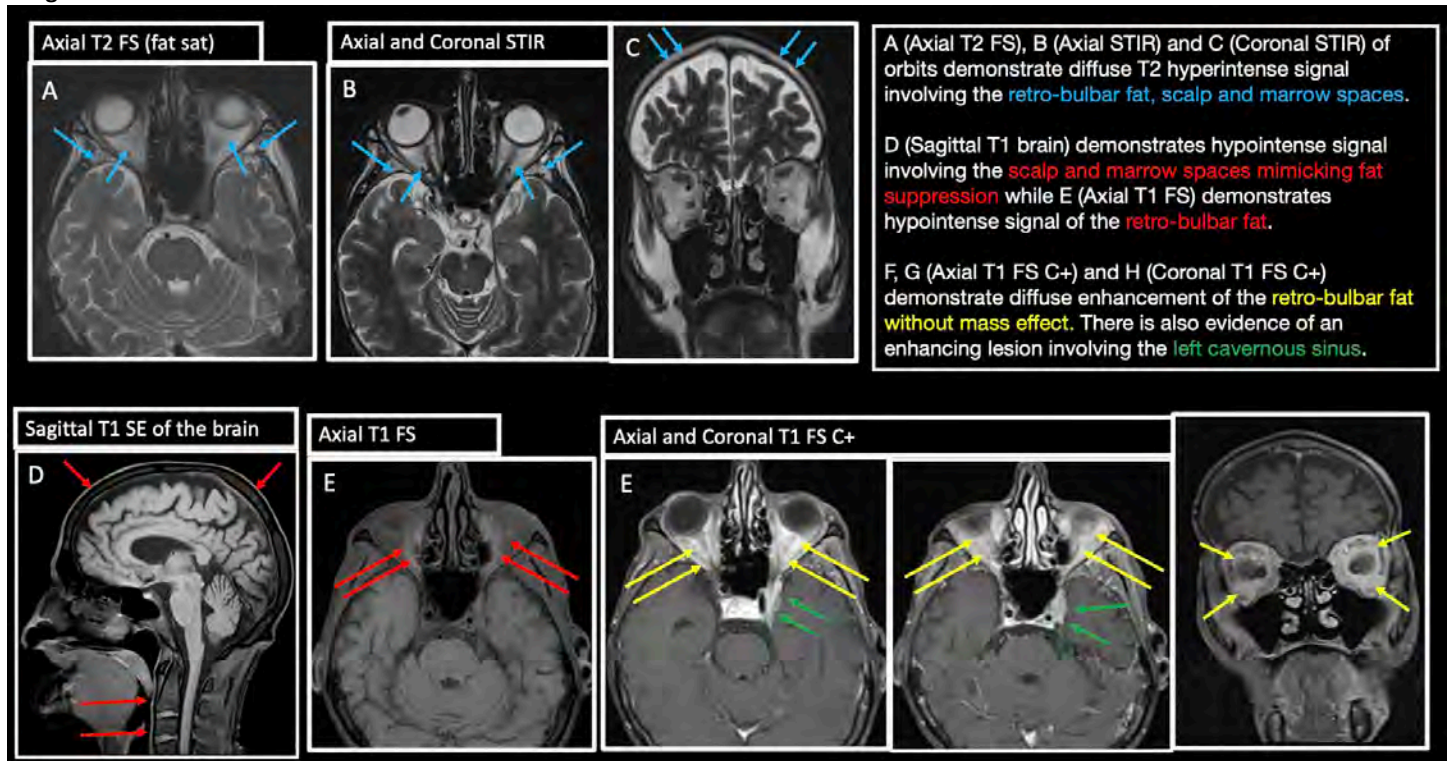 Axial T2 FS (fat sat)
Axial and Coronal STIR
C
A
B
A (Axial T2 FS), B (Axial STIR) and C (Coronal STIR) of
orbits demonstrate diffuse T2 hyperintense signal
involving the retro-bulbar fat, scalp and marrow spaces.
D (Sagittal T1 brain) demonstrates hypointense signal
involving the scalp and marrow spaces mimicking fat
suppression while E (Axial T1 FS) demonstrates
hypointense signal of the retro-bulbar fat.
F, G (Axial T1 FS C+) and H (Coronal T1 FS C+)
demonstrate diffuse enhancement of the retro-bulbar fat
without mass effect. There is also evidence of an
enhancing lesion involving the left cavernous sinus.
Sagittal T1 SE of the brain
Axial T1 FS
Axial and Coronal T1 FS C+
D
E
E